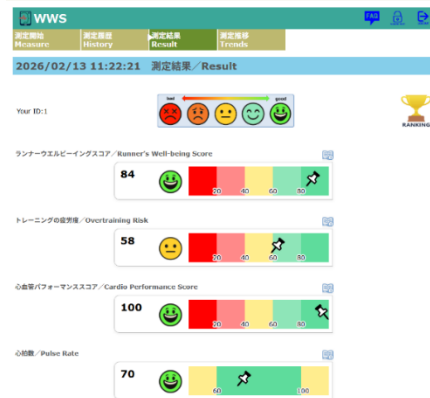 WWS
FAQ
測定開始 測定履歴 測定結果 測定推移
Measure History Result Trends
2026/02/13 11:22:21 測定結果／Result
bad good
Your ID:1
RANKING
ランナーウエルビーイングスコア／Runner's Well-being Score
84
20 40 60 80
トレーニングの疲労度／Overtraining Risk
58
20 40 60 80
心血管パフォーマンススコア／Cardio Performance Score
100
20 40 60 80
心拍数／Pulse Rate
70
60 100